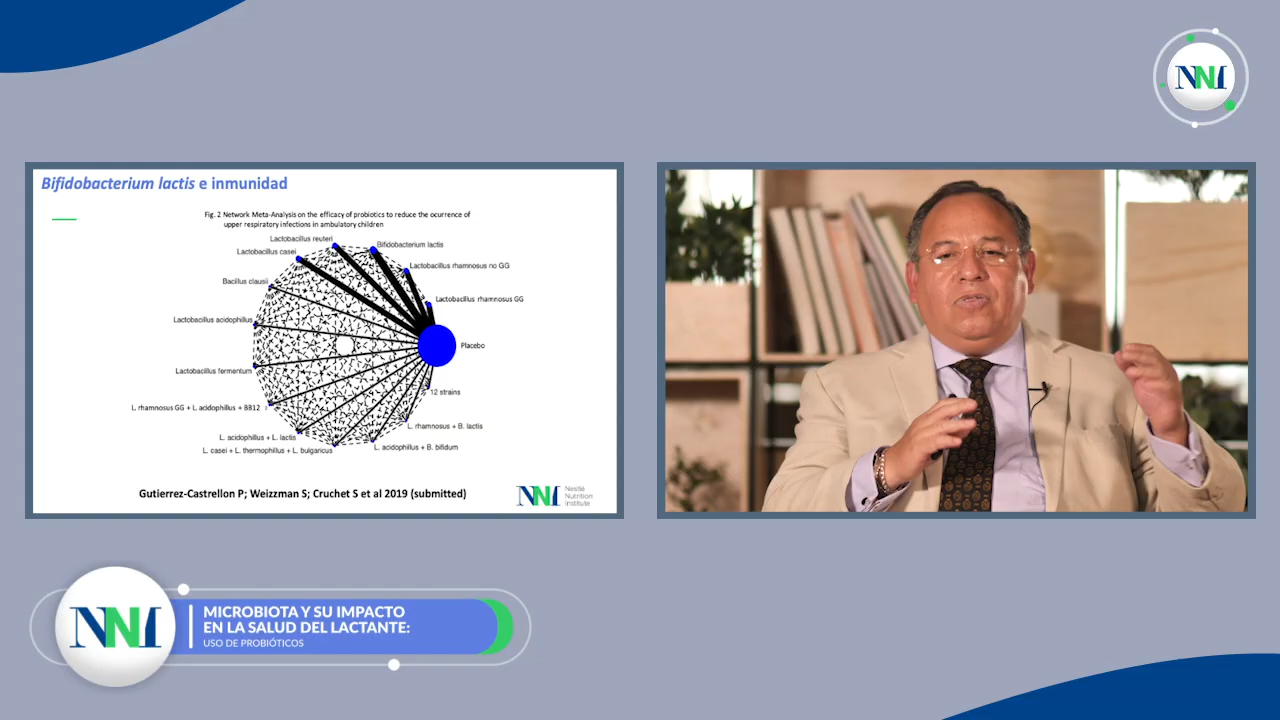 NNI
Bifidobacterium lactis e inmunidad
Fig. 2 Network Meta-Analysis on the efficacy of probiotics to reduce the ocurrence of
upper respiratory infections in ambulatory children
Lactobacillus reuteri
Bifidobacterium lactis
Lactobacillus casei
Lactobacillus rhamnosus no GG
Bacillus clausii
Lactobacillus rhamnosus GG
Lactobacillus acidophillus
Placebo
Lactobacillus fermentum
12 strains
L. rhamnosus GG + L. acidophillus + BB12
L. rhamnosus + B. lactis
L. acidophillus + L. lactis
L. acidophillus + B. bifidum
L. casei + L. thermophillus + L. bulgaricus
Gutierrez-Castrellon P; Weizzman S; Cruchet S et al 2019 (submitted)
NNI
Nestlé
Nutrition
Institute
NNI
MICROBIOTA Y SU IMPACTO
EN LA SALUD DEL LACTANTE:
USO DE PROBIÓTICOS